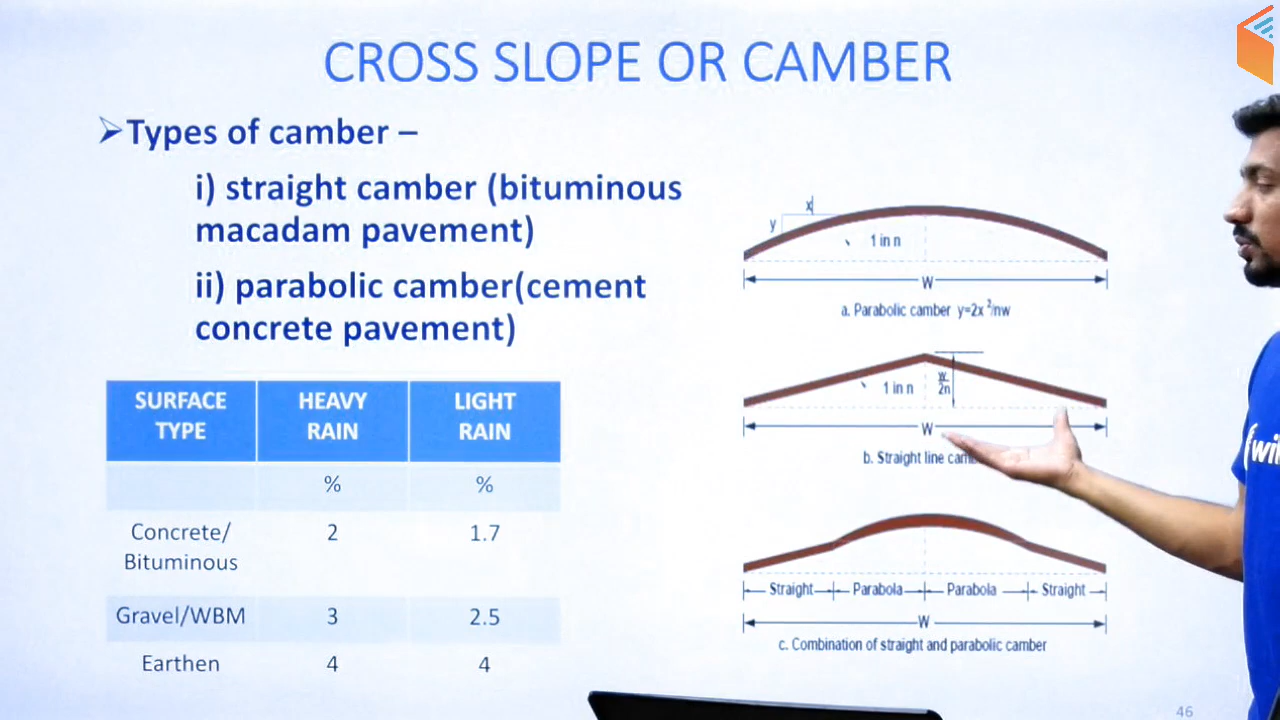 CROSS SLOPE OR CAMBER
➢Types of camber –
i) straight camber (bituminous
macadam pavement)
ii) parabolic camber(cement
concrete pavement)
SURFACE TYPE HEAVY RAIN LIGHT RAIN
% %
Concrete/ Bituminous 2 1.7
Gravel/WBM 3 2.5
Earthen 4 4
x
y
1 in n
W
a. Parabolic camber y=2x²/nw
1 in n
w/2n
W
b. Straight line
Straight Parabola Parabola Straight
W
c. Combination of straight and parabolic camber
46